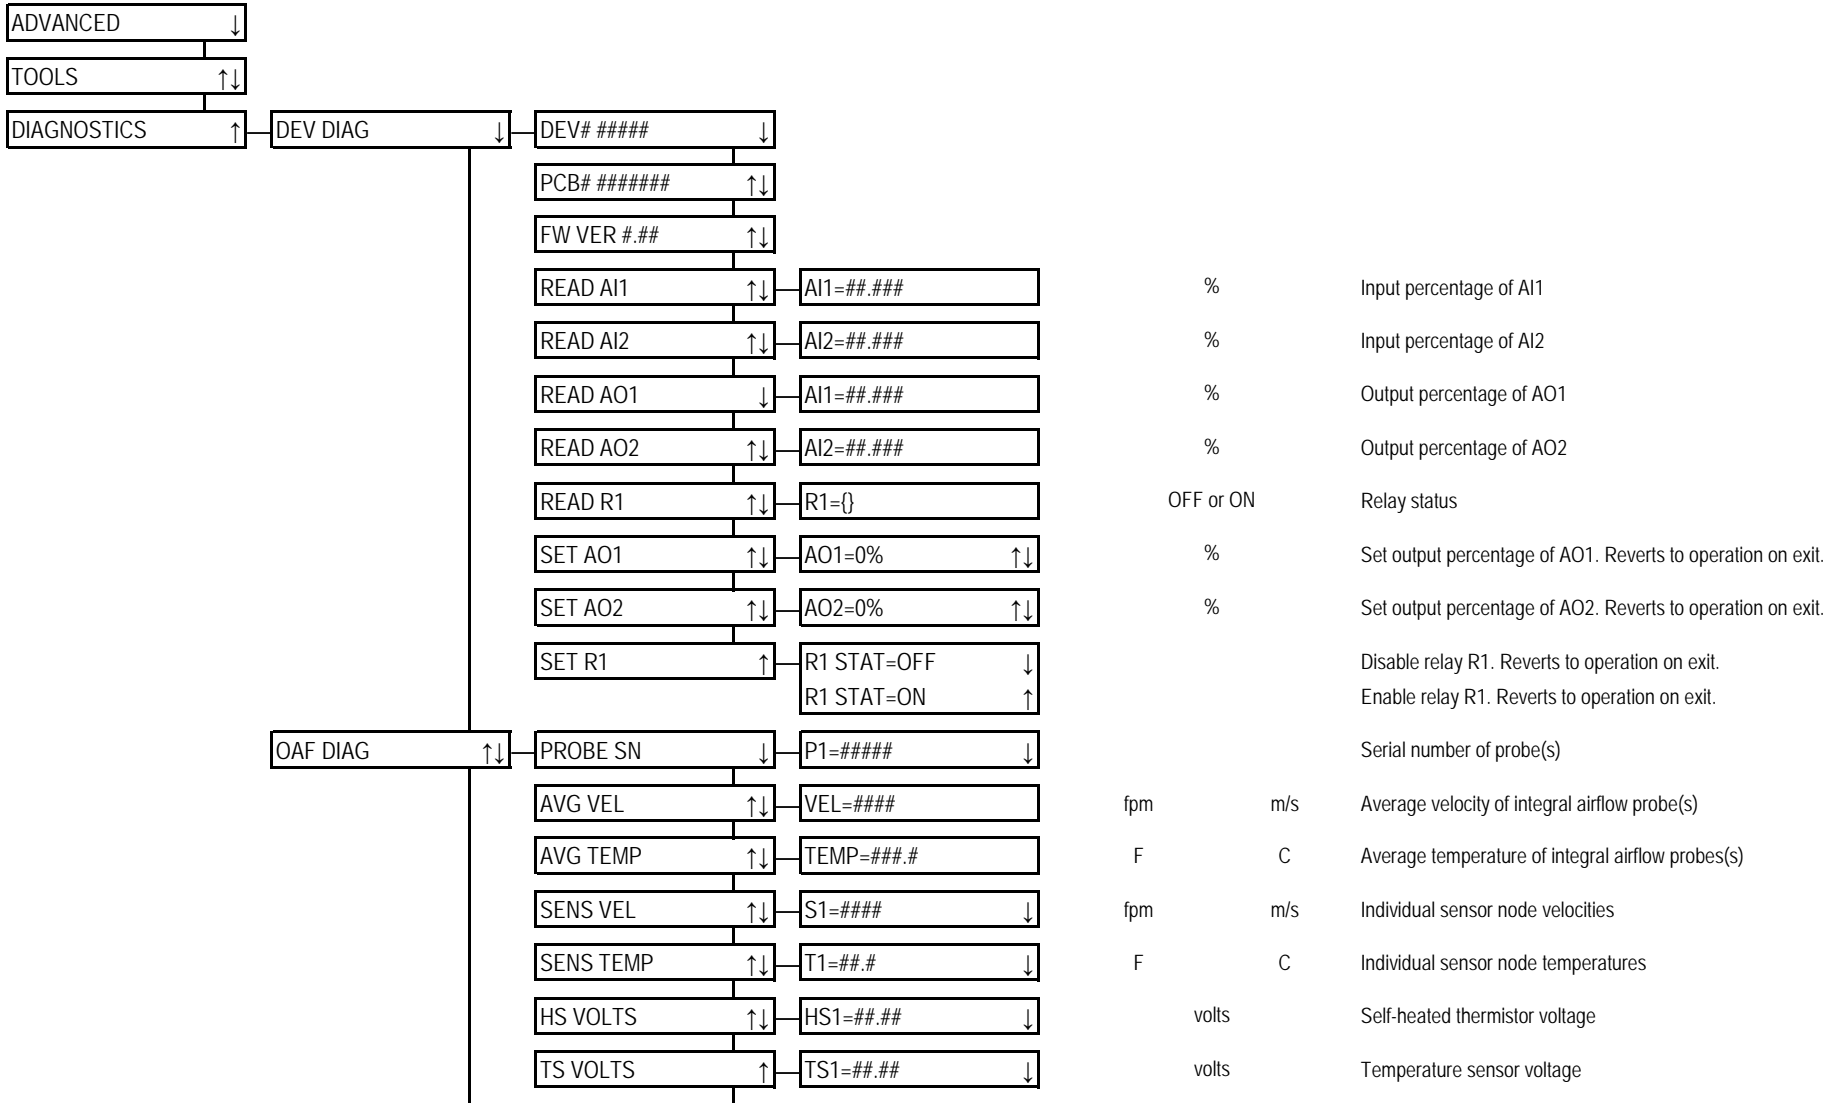 ADVANCED ↓
TOOLS ↑↓
DIAGNOSTICS ↑ DEV DIAG ↓ DEV# ##### ↓
PCB# ####### ↑↓
FW VER #.## ↑↓
READ AI1 ↑↓ AI1=##.### % Input percentage of AI1
READ AI2 ↑↓ AI2=##.### % Input percentage of AI2
READ AO1 ↓ AI1=##.### % Output percentage of AO1
READ AO2 ↑↓ AI2=##.### % Output percentage of AO2
READ R1 ↑↓ R1={} OFF or ON Relay status
SET AO1 ↑↓ AO1=0% ↑↓ % Set output percentage of AO1. Reverts to operation on exit.
SET AO2 ↑↓ AO2=0% ↑↓ % Set output percentage of AO2. Reverts to operation on exit.
SET R1 ↑ R1 STAT=OFF ↓ Disable relay R1. Reverts to operation on exit.
R1 STAT=ON ↑ Enable relay R1. Reverts to operation on exit.
OAF DIAG ↑↓ PROBE SN ↓ P1=##### ↓ Serial number of probe(s)
AVG VEL ↑↓ VEL=#### fpm m/s Average velocity of integral airflow probe(s)
AVG TEMP ↑↓ TEMP=###.# F C Average temperature of integral airflow probes(s)
SENS VEL ↑↓ S1=#### ↓ fpm m/s Individual sensor node velocities
SENS TEMP ↑↓ T1=##.# ↓ F C Individual sensor node temperatures
HS VOLTS ↑↓ HS1=##.## ↓ volts Self-heated thermistor voltage
TS VOLTS ↑ TS1=##.## ↓ volts Temperature sensor voltage